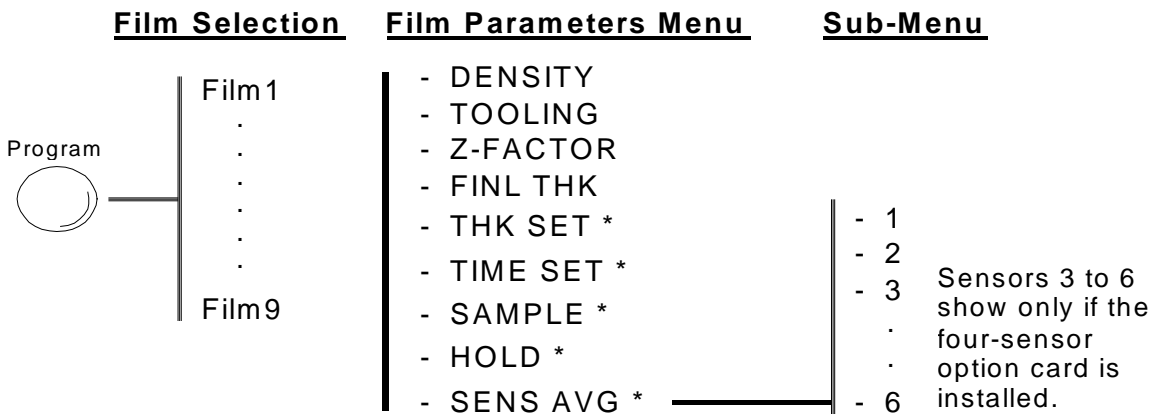 Film Selection
Film Parameters Menu
Sub-Menu
Program
Film1
.
.
.
.
.
.
Film9
- DENSITY
- TOOLING
- Z-FACTOR
- FINL THK
- THK SET *
- TIME SET *
- SAMPLE *
- HOLD *
- SENS AVG *
- 1
- 2
- 3
.
.
- 6
Sensors 3 to 6
show only if the
four-sensor
option card is
installed.